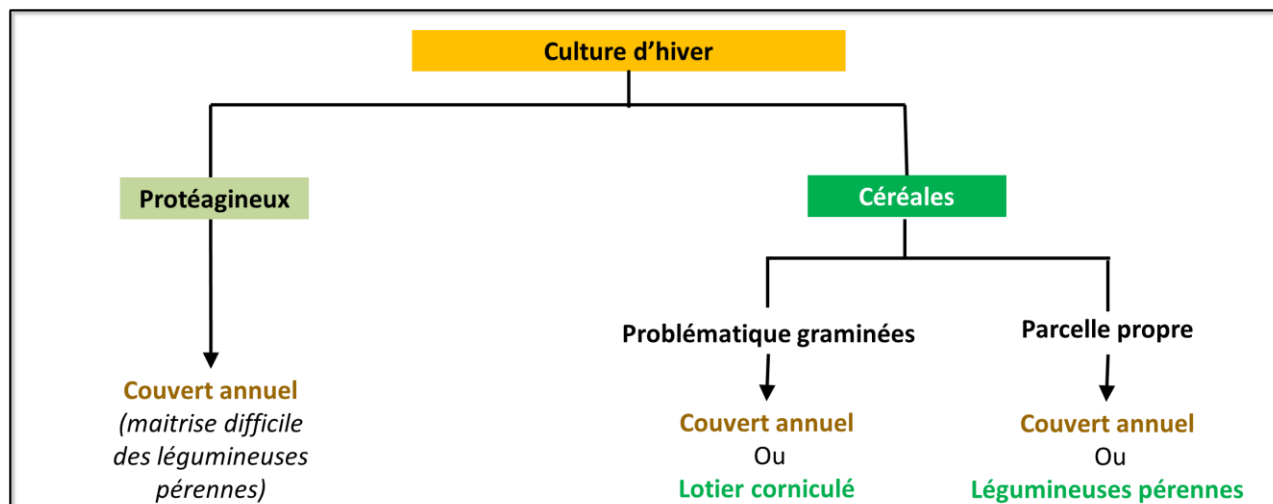 Culture d’hiver
Protéagineux
Céréales
Problématique graminées
Parcelle propre
Couvert annuel
(maitrise difficile
des légumineuses
pérennes)
Couvert annuel
Ou
Lotier corniculé
Couvert annuel
Ou
Légumineuses pérennes